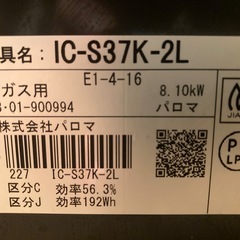 具名：IC-S37K-2L
ガス用 E1-4-16 8.10kW
01-900994 パロマ
株式会社パロマ
227 IC-S37K-2L
区分C 効率56.3%
区分J 効率192Wh
JIA
P
LP